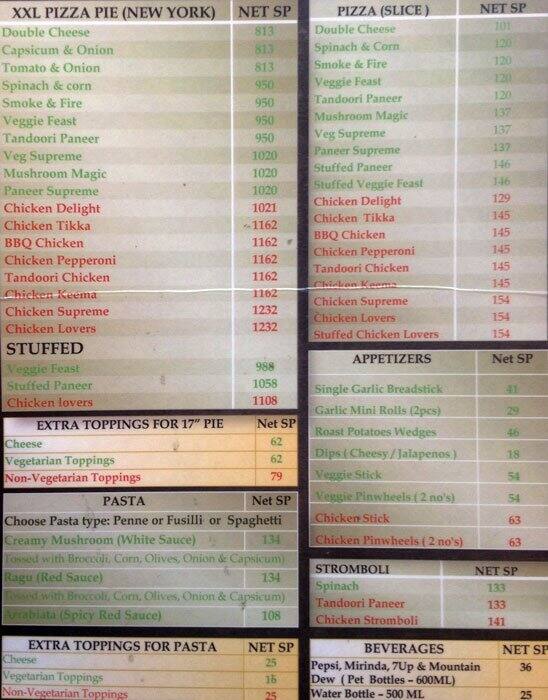 XXL PIZZA PIE (NEW YORK) NET SP
Double Cheese 813
Capsicum & Onion 813
Tomato & Onion 813
Spinach & corn 950
Smoke & Fire 950
Veggie Feast 950
Tandoori Paneer 950
Veg Supreme 1020
Mushroom Magic 1020
Paneer Supreme 1020
Chicken Delight 1021
Chicken Tikka 1162
BBQ Chicken 1162
Chicken Pepperoni 1162
Tandoori Chicken 1162
Chicken Keema 1162
Chicken Supreme 1232
Chicken Lovers 1232
STUFFED
Veggie Feast 988
Stuffed Paneer 1058
Chicken lovers 1108
EXTRA TOPPINGS FOR 17" PIE Net SP
Cheese 62
Vegetarian Toppings 62
Non-Vegetarian Toppings 79
PASTA Net SP
Choose Pasta type: Penne or Fusilli or Spaghetti
Creamy Mushroom (White Sauce) 134
Tossed with Broccoli, Corn, Olives, Onion & Capsicum)
Ragu (Red Sauce) 134
Tossed with Broccoli, Corn, Olives, Onion & Capsicum)
Arrabiata (Spicy Red Sauce) 108
EXTRA TOPPINGS FOR PASTA NET SP
Cheese 25
Vegetarian Toppings 16
Non-Vegetarian Toppings 25
PIZZA (SLICE ) NET SP
Double Cheese 101
Spinach & Corn 120
Smoke & Fire 120
Veggie Feast 120
Tandoori Paneer 120
Mushroom Magic 137
Veg Supreme 137
Paneer Supreme 137
Stuffed Paneer 146
Stuffed Veggie Feast 146
Chicken Delight 129
Chicken Tikka 145
BBQ Chicken 145
Chicken Pepperoni 145
Tandoori Chicken 145
Chicken Keema 145
Chicken Supreme 154
Chicken Lovers 154
Stuffed Chicken Lovers 154
APPETIZERS Net SP
Single Garlic Breadstick 41
Garlic Mini Rolls (2pcs) 29
Roast Potatoes Wedges 46
Dips ( Cheesy / Jalapenos ) 18
Veggie Stick 54
Veggie Pinwheels ( 2 no's) 54
Chicken Stick 63
Chicken Pinwheels ( 2 no's) 63
STROMBOLI NET SP
Spinach 133
Tandoori Paneer 133
Chicken Stromboli 141
BEVERAGES NET SP
Pepsi, Mirinda, 7Up & Mountain 36
Dew ( Pet Bottles – 600ML)
Water Bottle – 500 ML 25